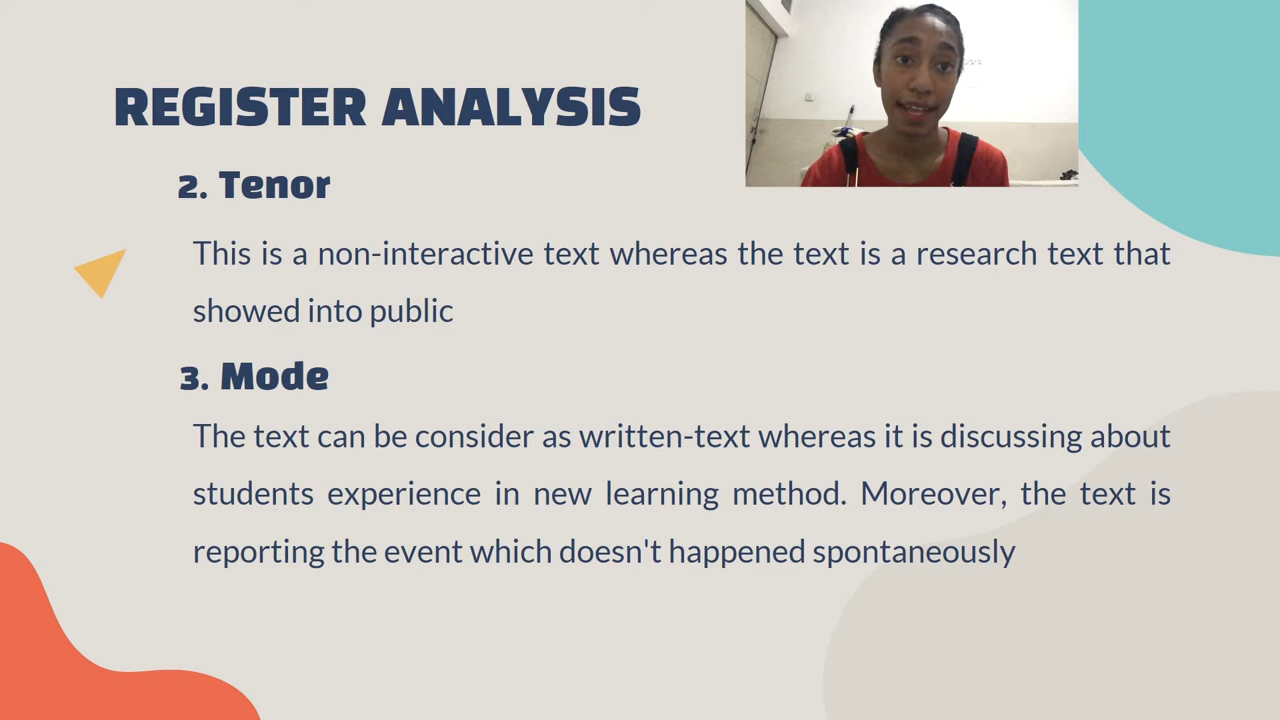 REGISTER ANALYSIS
2. Tenor
This is a non-interactive text whereas the text is a research text that
showed into public
3. Mode
The text can be consider as written-text whereas it is discussing about
students experience in new learning method. Moreover, the text is
reporting the event which doesn't happened spontaneously